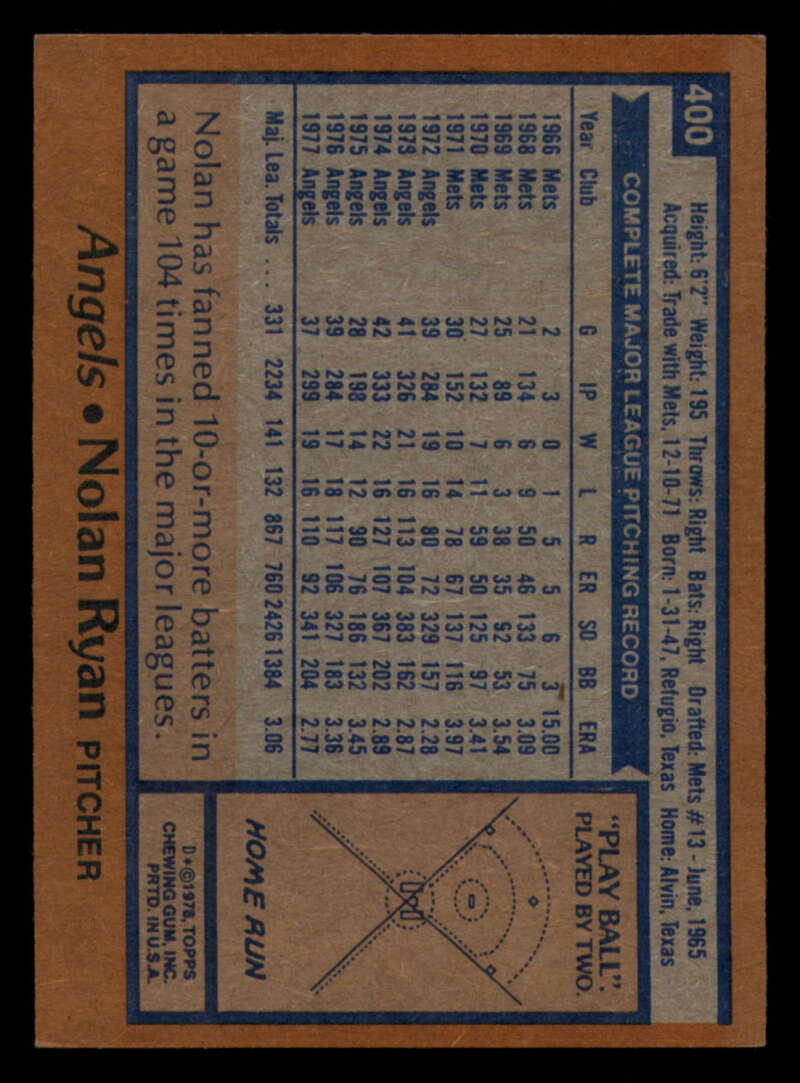 400
Height: 6'2" Weight: 195 Throws: Right Bats: Right Drafted: Mets #13 - June, 1965
Acquired: Trade with Mets, 12-10-71 Born: 1-31-47, Refugio, Texas Home: Alvin, Texas
COMPLETE MAJOR LEAGUE PITCHING RECORD
Year Club G IP W L R ER SO BB ERA
1966 Mets 2 3 0 1 5 5 6 3 15.00
1968 Mets 21 134 6 9 50 46 133 75 3.09
1969 Mets 25 89 6 3 38 35 92 53 3.54
1970 Mets 27 132 7 11 59 50 125 97 3.41
1971 Mets 30 152 10 14 78 67 137 116 3.97
1972 Angels 39 284 19 16 80 72 329 157 2.28
1973 Angels 41 326 21 16 113 104 383 162 2.87
1974 Angels 42 333 22 16 127 107 367 202 2.89
1975 Angels 28 198 14 12 90 76 186 132 3.45
1976 Angels 39 284 17 18 117 106 327 183 3.36
1977 Angels 37 299 19 16 110 92 341 204 2.77
Maj. Lea. Totals ... 331 2234 141 132 867 760 2426 1384 3.06
Nolan has fanned 10-or-more batters in
a game 104 times in the major leagues.
"PLAY BALL".
PLAYED BY TWO.
HOME RUN
D*©1978, TOPPS
CHEWING GUM, INC.
PRTD. IN U.S.A.
Angels • Nolan Ryan PITCHER